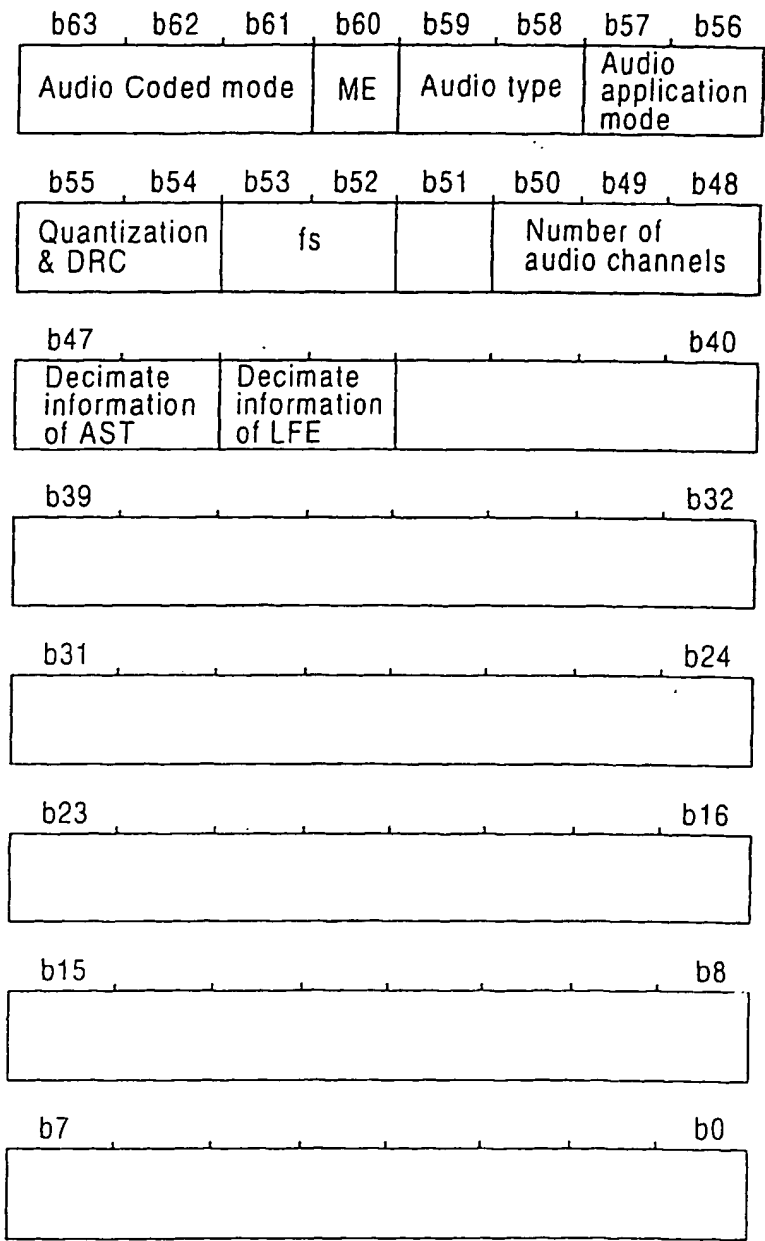 b63 b62 b61 b60 b59 b58 b57 b56
Audio Coded mode ME Audio type Audio application mode
b55 b54 b53 b52 b51 b50 b49 b48
Quantization & DRC fs Number of audio channels
b47 b40
Decimate information of AST Decimate information of LFE
b39 b32
b31 b24
b23 b16
b15 b8
b7 b0